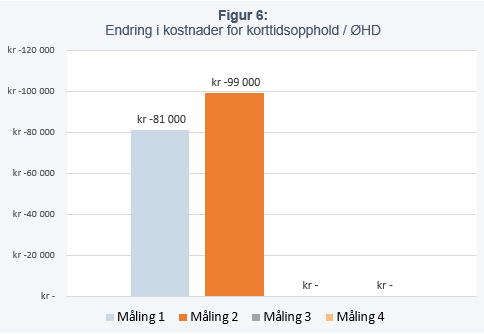 Figur 6:
Endring i kostnader for korttidsopphold / ØHD
kr -120 000
kr -100 000
kr -80 000
kr -60 000
kr -40 000
kr -20 000
kr -
kr -81 000
kr -99 000
kr -
kr -
Måling 1
Måling 2
Måling 3
Måling 4